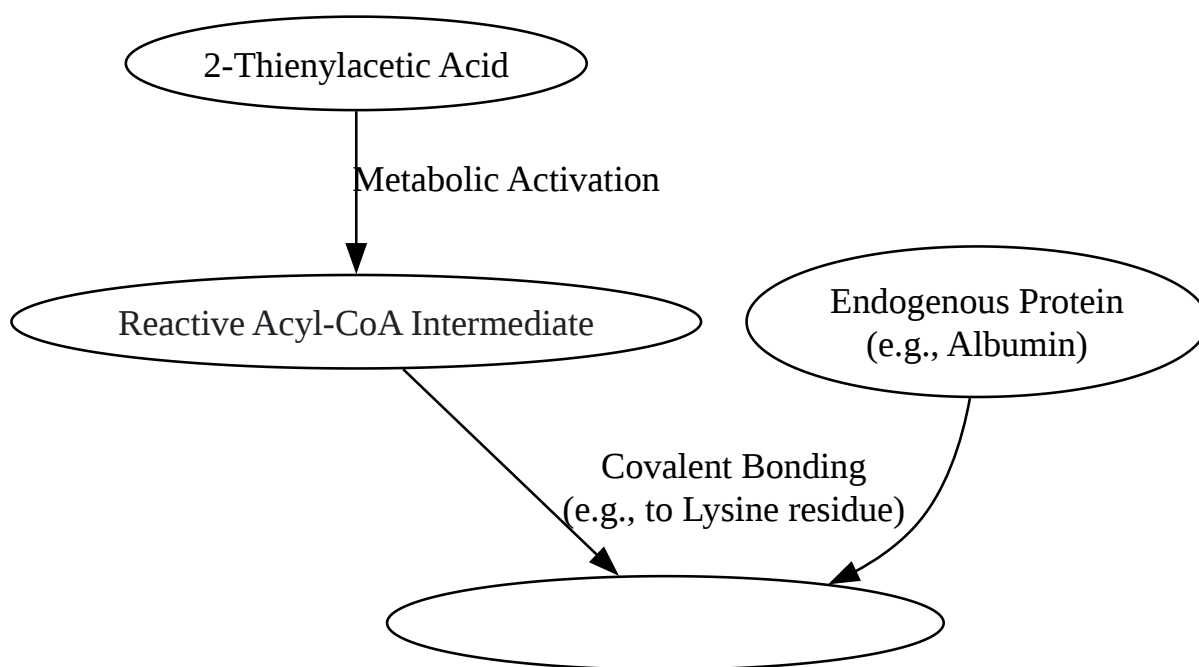 2-Thienylacetic Acid
Metabolic Activation
Reactive Acyl-CoA Intermediate
Endogenous Protein
(e.g., Albumin)
Covalent Bonding
(e.g., to Lysine residue)